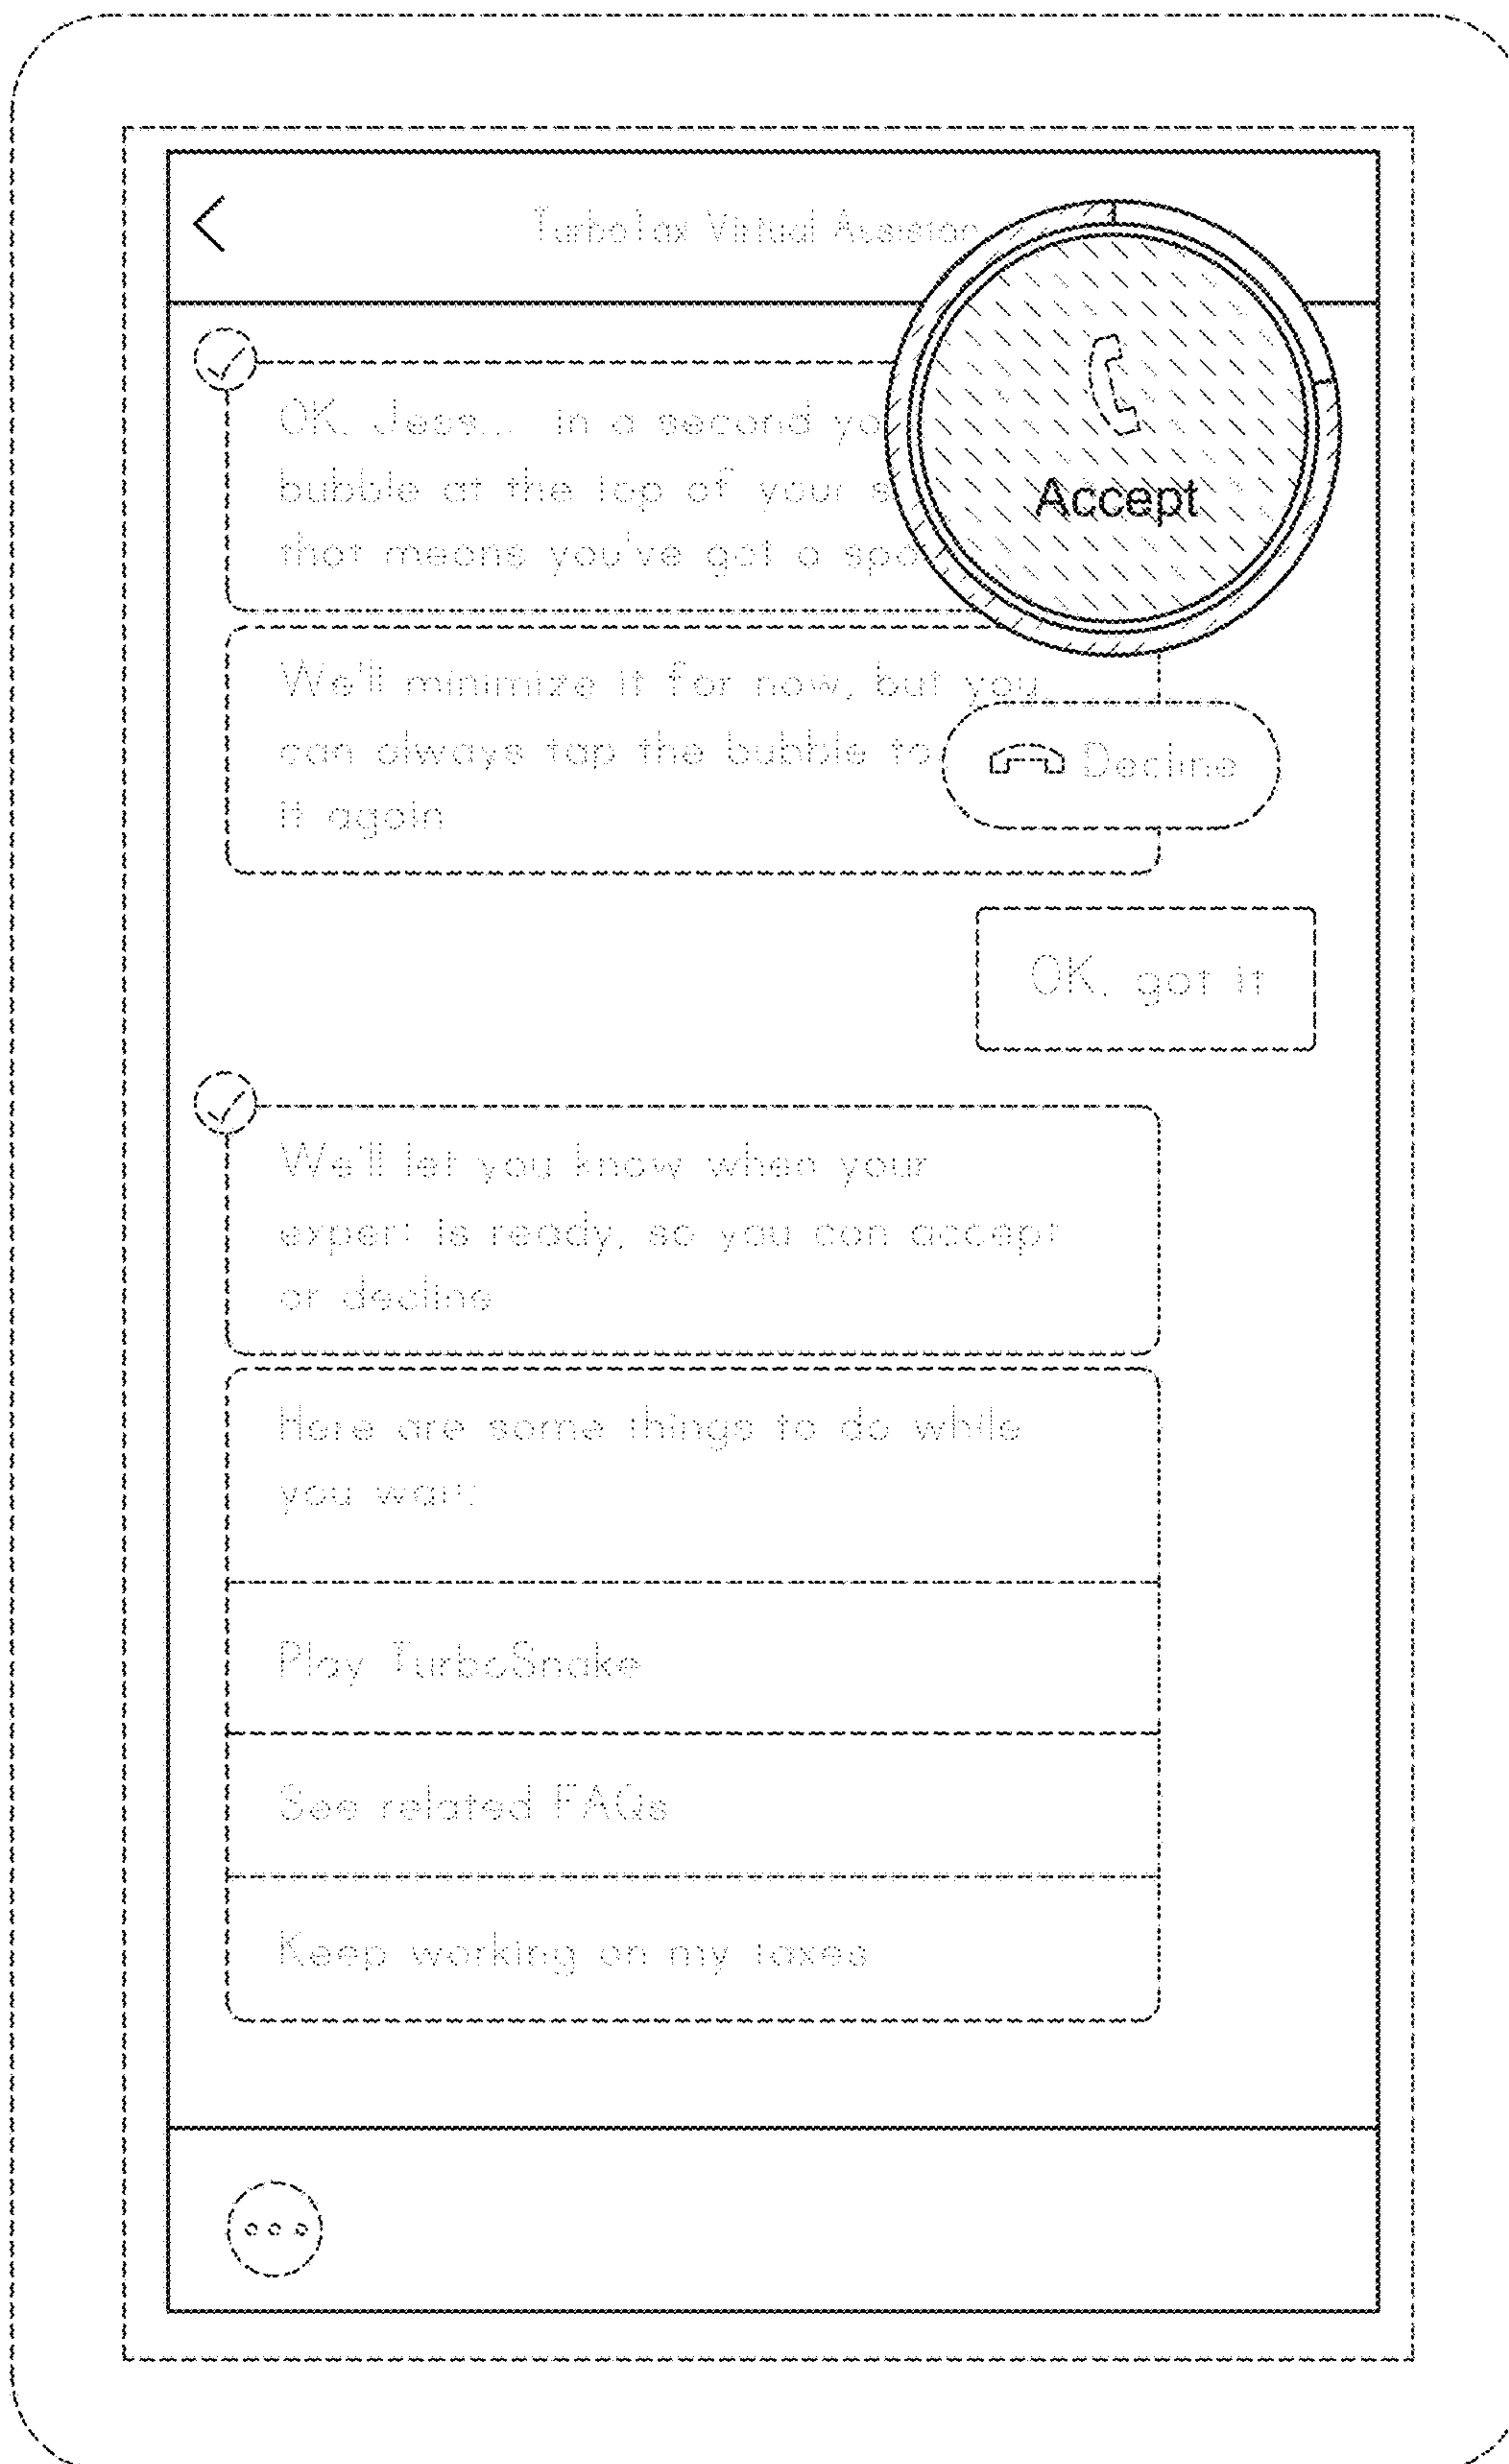 TurboTax Virtual Assistan
OK, Jess... in a second yo
bubble at the top of your s
that means you've got a spo
Accept
We'll minimize it for now, but you
can always tap the bubble to
it again
Decline
OK, got it
We'll let you know when your
expert is ready, so you can accept
or decline
Here are some things to do while
you wait:
Play TurboSnake
See related FAQs
Keep working on my taxes